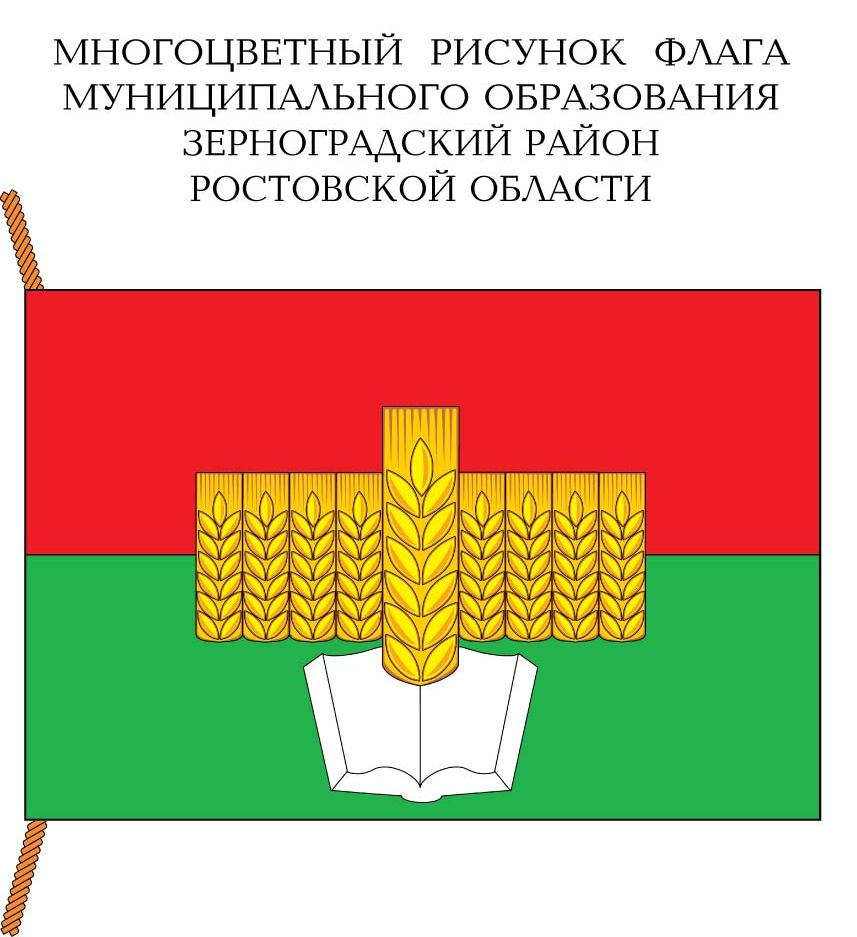 МНОГОЦВЕТНЫЙ РИСУНОК ФЛАГА
МУНИЦИПАЛЬНОГО ОБРАЗОВАНИЯ
ЗЕРНОГРАДСКИЙ РАЙОН
РОСТОВСКОЙ ОБЛАСТИ